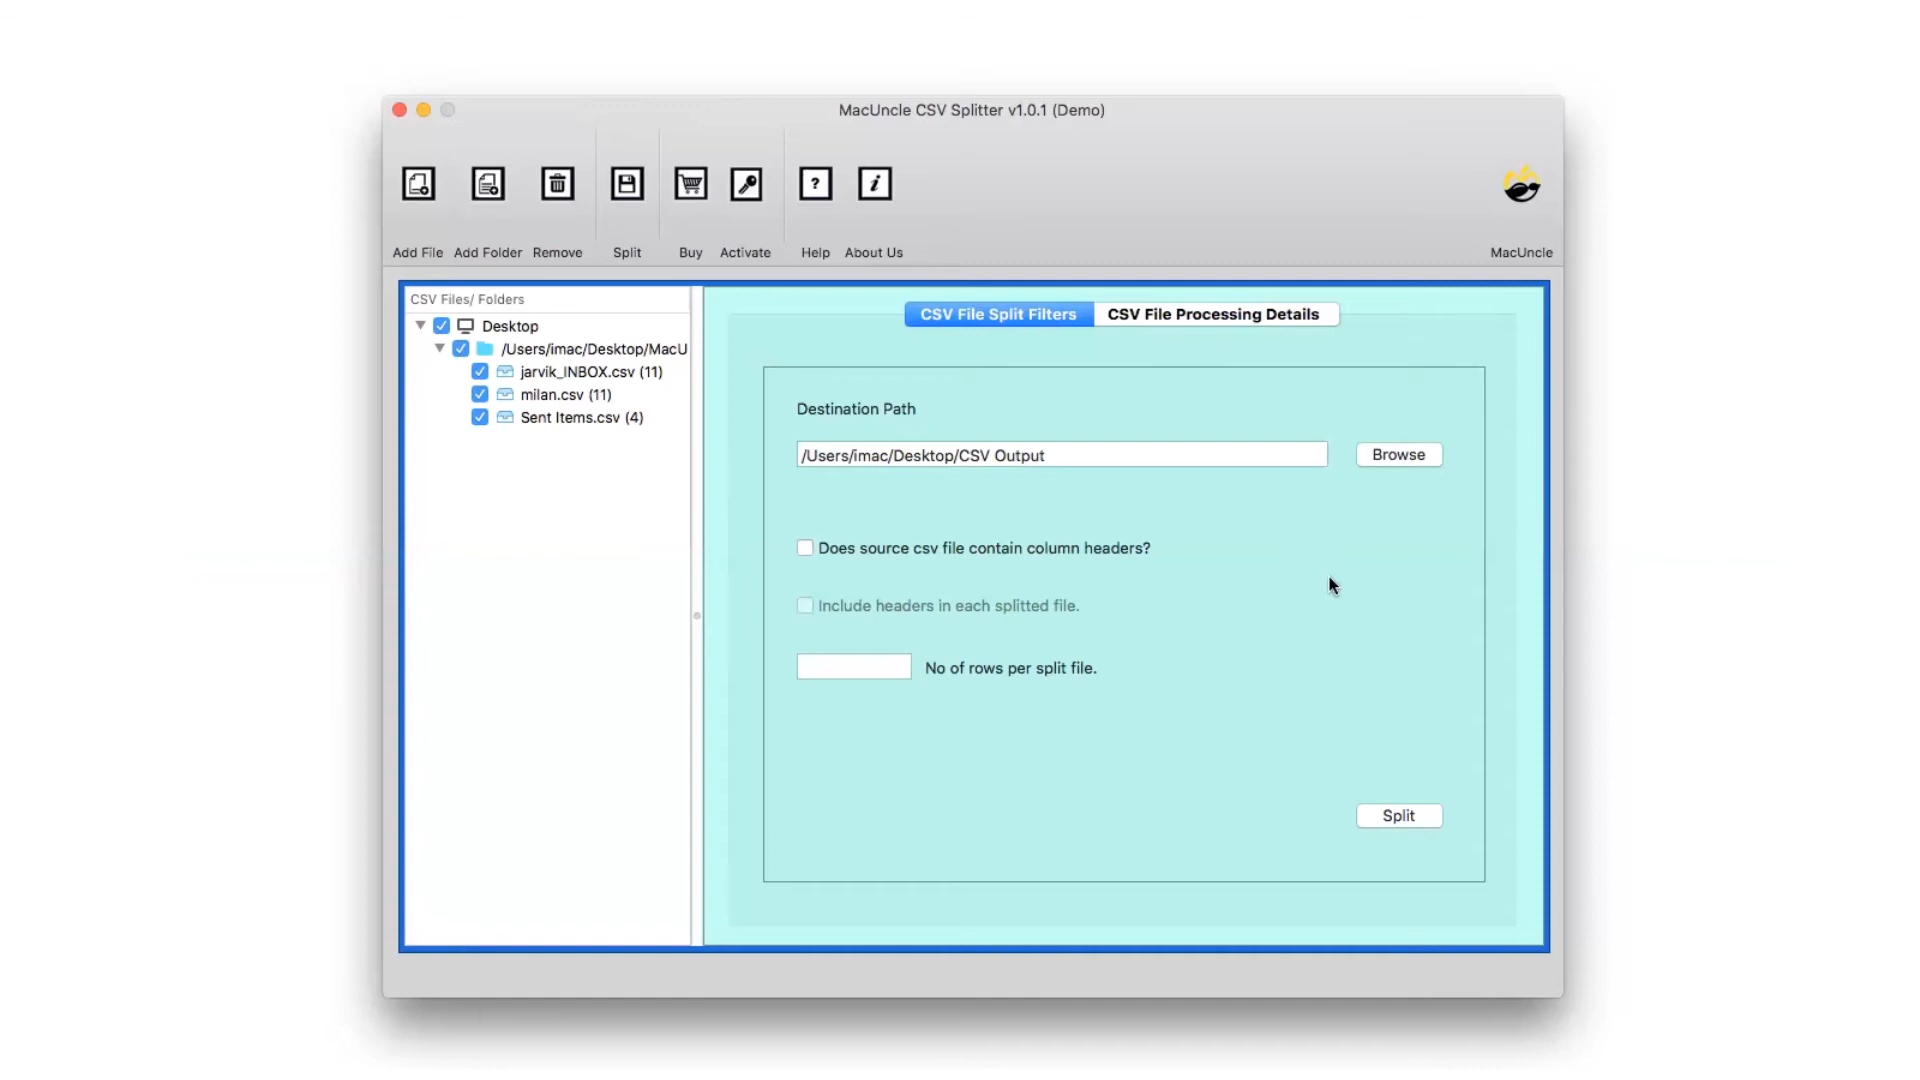 MacUncle CSV Splitter v1.0.1 (Demo)
Add File Add Folder Remove Split Buy Activate Help About Us MacUncle
CSV Files/ Folders
Desktop
/Users/imac/Desktop/MacU
jarvik_INBOX.csv (11)
milan.csv (11)
Sent Items.csv (4)
CSV File Split Filters CSV File Processing Details
Destination Path
/Users/imac/Desktop/CSV Output Browse
Does source csv file contain column headers?
Include headers in each splitted file.
No of rows per split file.
Split